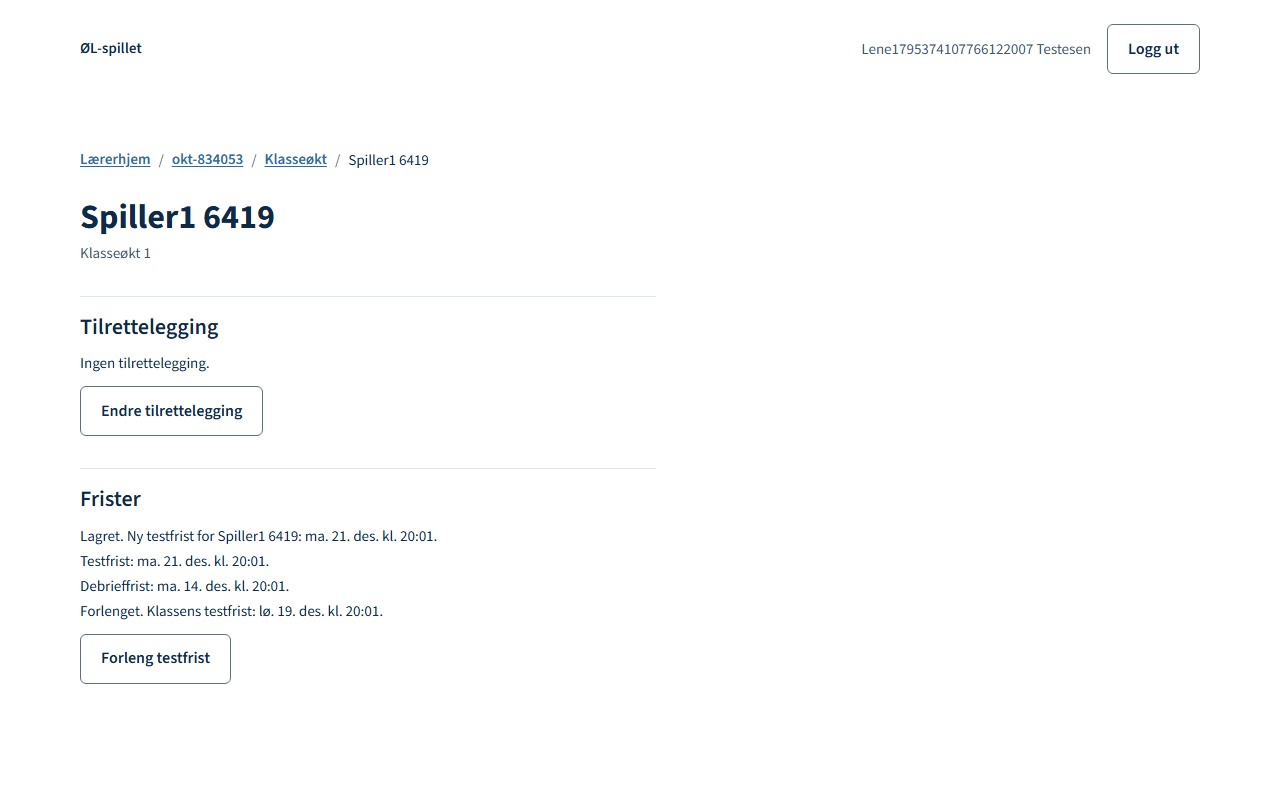 ØL-spillet
Lene1795374107766122007 Testesen
Logg ut
Lærerhjem / okt-834053 / Klasseøkt / Spiller1 6419
Spiller1 6419
Klasseøkt 1
Tilrettelegging
Ingen tilrettelegging.
Endre tilrettelegging
Frister
Lagret. Ny testfrist for Spiller1 6419: ma. 21. des. kl. 20:01.
Testfrist: ma. 21. des. kl. 20:01.
Debrieffrist: ma. 14. des. kl. 20:01.
Forlenget. Klassens testfrist: lø. 19. des. kl. 20:01.
Forleng testfrist